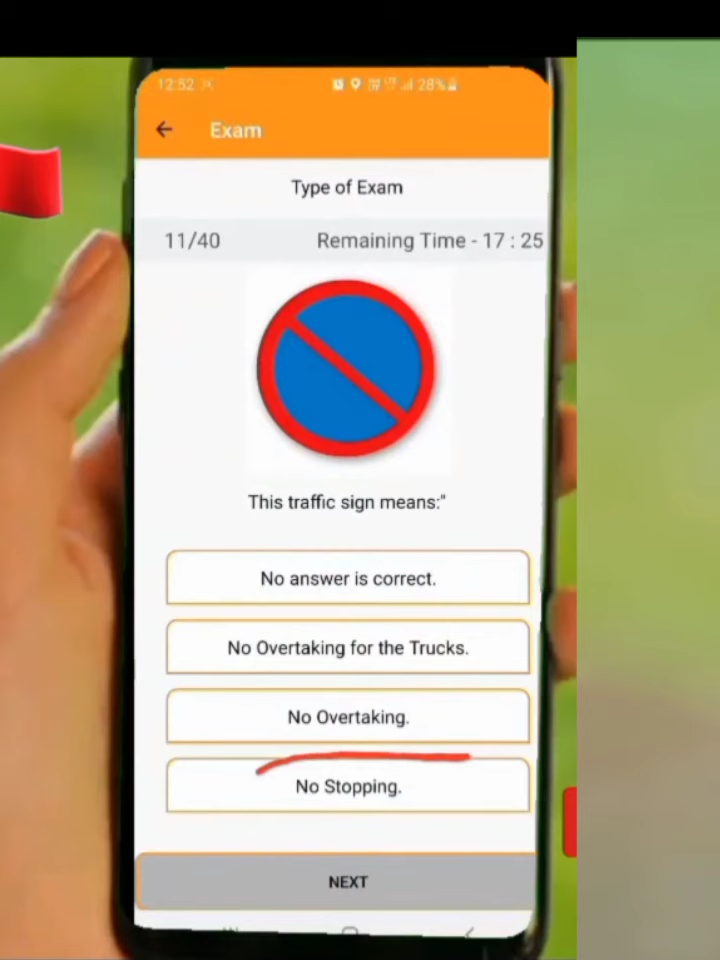 12:52
28%
Exam
Type of Exam
11/40
Remaining Time - 17 : 25
This traffic sign means:"
No answer is correct.
No Overtaking for the Trucks.
No Overtaking.
No Stopping.
NEXT